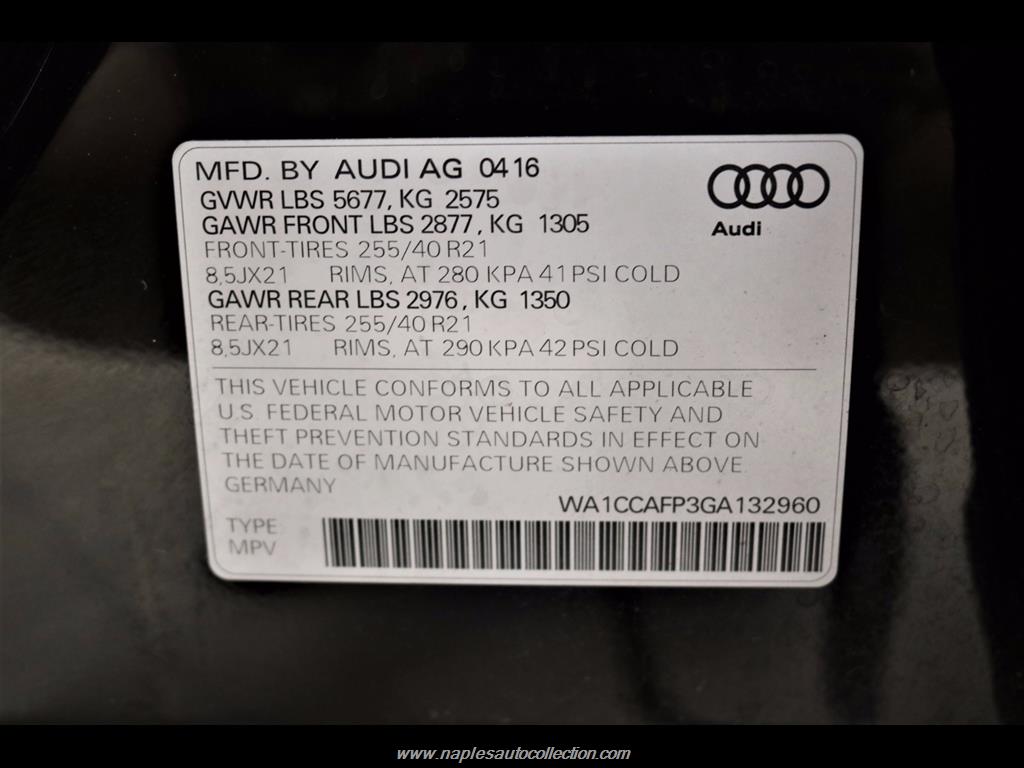 MFD. BY AUDI AG 0416
GVWR LBS 5677, KG 2575
GAWR FRONT LBS 2877, KG 1305
FRONT-TIRES 255/40 R21
8,5JX21 RIMS, AT 280 KPA 41 PSI COLD
GAWR REAR LBS 2976, KG 1350
REAR-TIRES 255/40 R21
8,5JX21 RIMS, AT 290 KPA 42 PSI COLD
Audi
THIS VEHICLE CONFORMS TO ALL APPLICABLE
U.S. FEDERAL MOTOR VEHICLE SAFETY AND
THEFT PREVENTION STANDARDS IN EFFECT ON
THE DATE OF MANUFACTURE SHOWN ABOVE.
GERMANY
WA1CCAFP3GA132960
TYPE
MPV
www.naplesautocollection.com